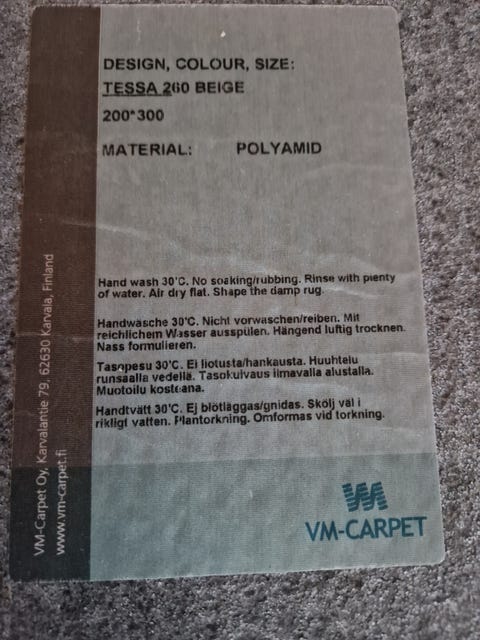 DESIGN, COLOUR, SIZE:
TESSA 260 BEIGE
200*300
MATERIAL: POLYAMID
Hand wash 30'C. No soaking/rubbing. Rinse with plenty
of water. Air dry flat. Shape the damp rug.
Handwäsche 30'C. Nicht vorwaschen/reiben. Mit
reichlichem Wasser ausspülen. Hängend luftig trocknen.
Nass formulieren.
Tasopesu 30'C. Ei liotusta/hankausta. Huuhtelu
runsaalla vedellä. Tasokuivaus ilmavalla alustalla.
Muotoilu kosteana.
Handtvätt 30'C. Ej blötläggas/gnidas. Skölj väl i
rikligt vatten. Plantorkning. Omformas vid torkning.
VM-Carpet Oy, Karvalantie 79, 62630 Karvala, Finland
www.vm-carpet.fi
VM-CARPET